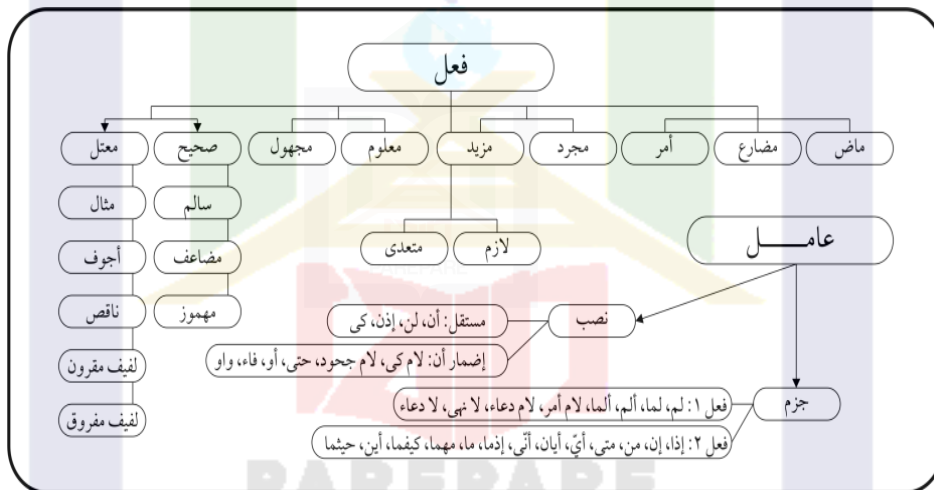 فعل
ماض
مضارع
أمر
مجرد
مزيد
معلوم
مجهول
صحيح
معتل
سالم
مثال
مضاعف
أجوف
مهموز
ناقص
لفيف مقرون
لفيف مفروق
لازم
متعدى
عامـــــل
نصب
مستقل: أن، لن، إذن، كى
إضمار أن: لام كى، لام جحود، حتى، أو، فاء، واو
جزم
فعل ١: لم، لما، ألم، ألما، لام أمر، لام دعاء، لا نهى، لا دعاء
فعل ٢: إذا، إن، من، متى، أيّ، أيان، أنّى، إذما، ما، مهما، كيفما، أين، حيثما
PAREPARE
PAREPARE